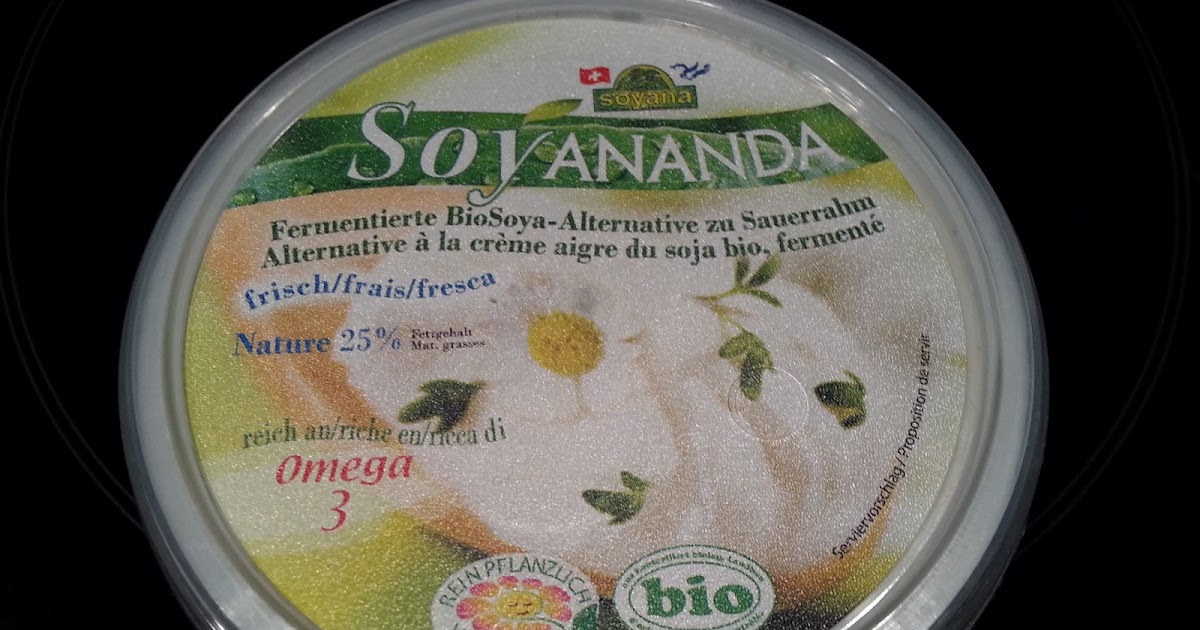 soyana
SOYANANDA
Fermentierte BioSoya-Alternative zu Sauerrahm
Alternative à la crème aigre du soja bio, fermenté
frisch/frais/fresca
Nature 25% Fettgehalt
Mat. grasses
reich an/riche en/ricca di
Omega
3
Serviervorschlag / Proposition de servir
REIN PFLANZLICH
bio